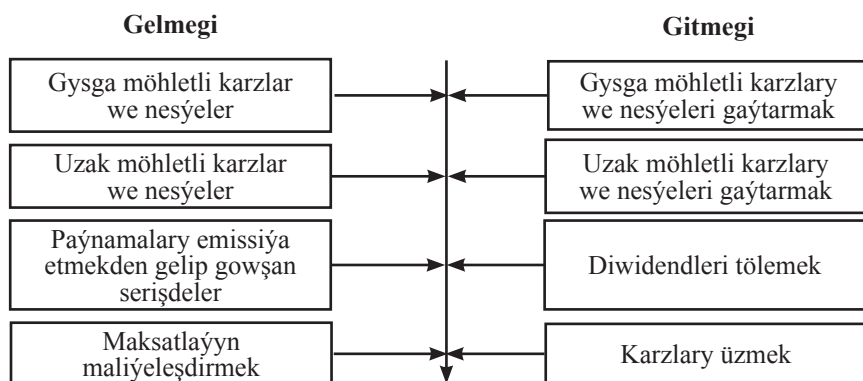 Gelmegi
Gitmegi
Gysga möhletli karzlar
we nesýeler
Gysga möhletli karzlary
we nesýeleri gaýtarmak
Uzak möhletli karzlar
we nesýeler
Uzak möhletli karzlary
we nesýeleri gaýtarmak
Paýnamalary emissiýa
etmekden gelip gowşan
serişdeler
Diwidendleri tölemek
Maksatlaýyn
maliýeleşdirmek
Karzlary üzmek